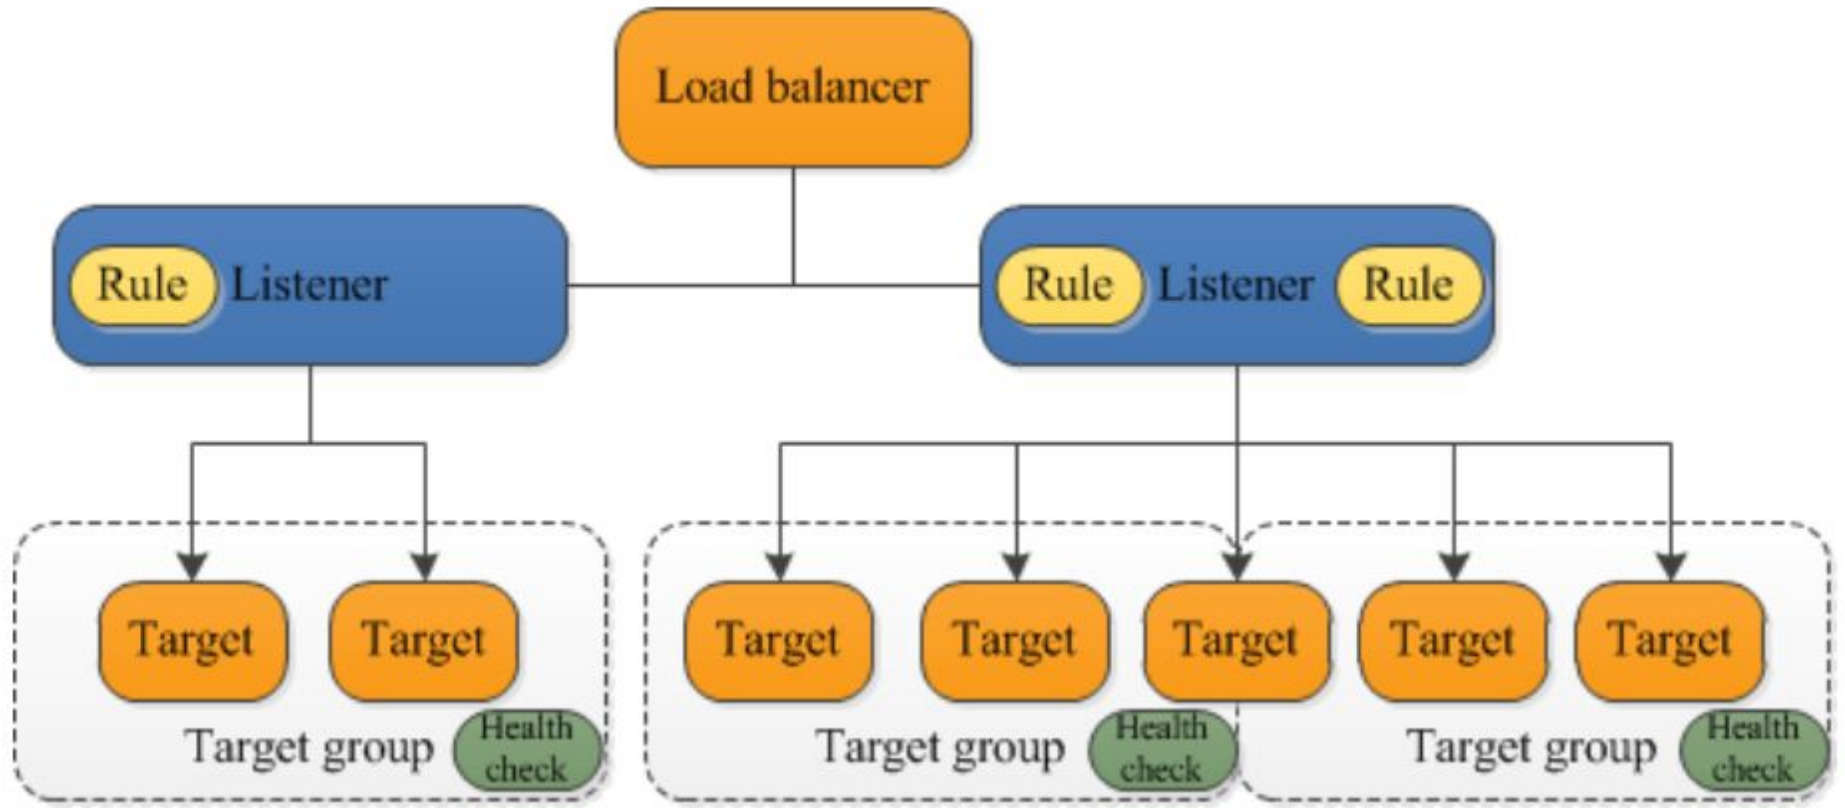 Load balancer
Rule Listener
Rule Listener Rule
Target Target
Target Target Target Target Target
Target group Health
check
Target group Health
check
Target group Health
check